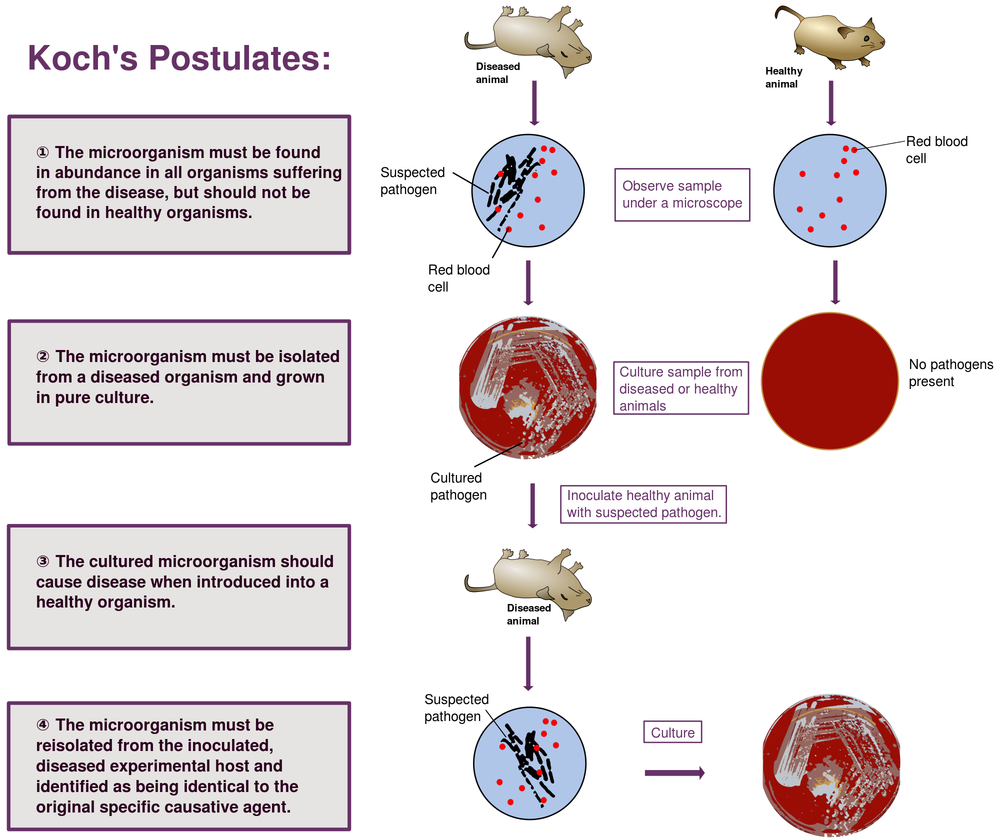 Koch's Postulates:
Diseased
animal
Healthy
animal
① The microorganism must be found
in abundance in all organisms suffering
from the disease, but should not be
found in healthy organisms.
Suspected
pathogen
Red blood
cell
Observe sample
under a microscope
Red blood
cell
② The microorganism must be isolated
from a diseased organism and grown
in pure culture.
Culture sample from
diseased or healthy
animals
No pathogens
present
Cultured
pathogen
Inoculate healthy animal
with suspected pathogen.
③ The cultured microorganism should
cause disease when introduced into a
healthy organism.
Diseased
animal
④ The microorganism must be
reisolated from the inoculated,
diseased experimental host and
identified as being identical to the
original specific causative agent.
Suspected
pathogen
Culture